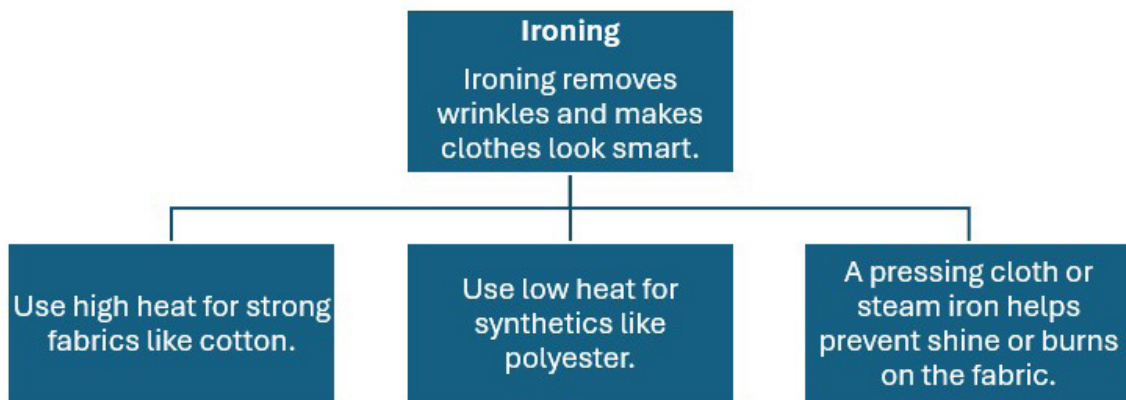 Ironing
Ironing removes
wrinkles and makes
clothes look smart.
Use high heat for strong
fabrics like cotton.
Use low heat for
synthetics like
polyester.
A pressing cloth or
steam iron helps
prevent shine or burns
on the fabric.